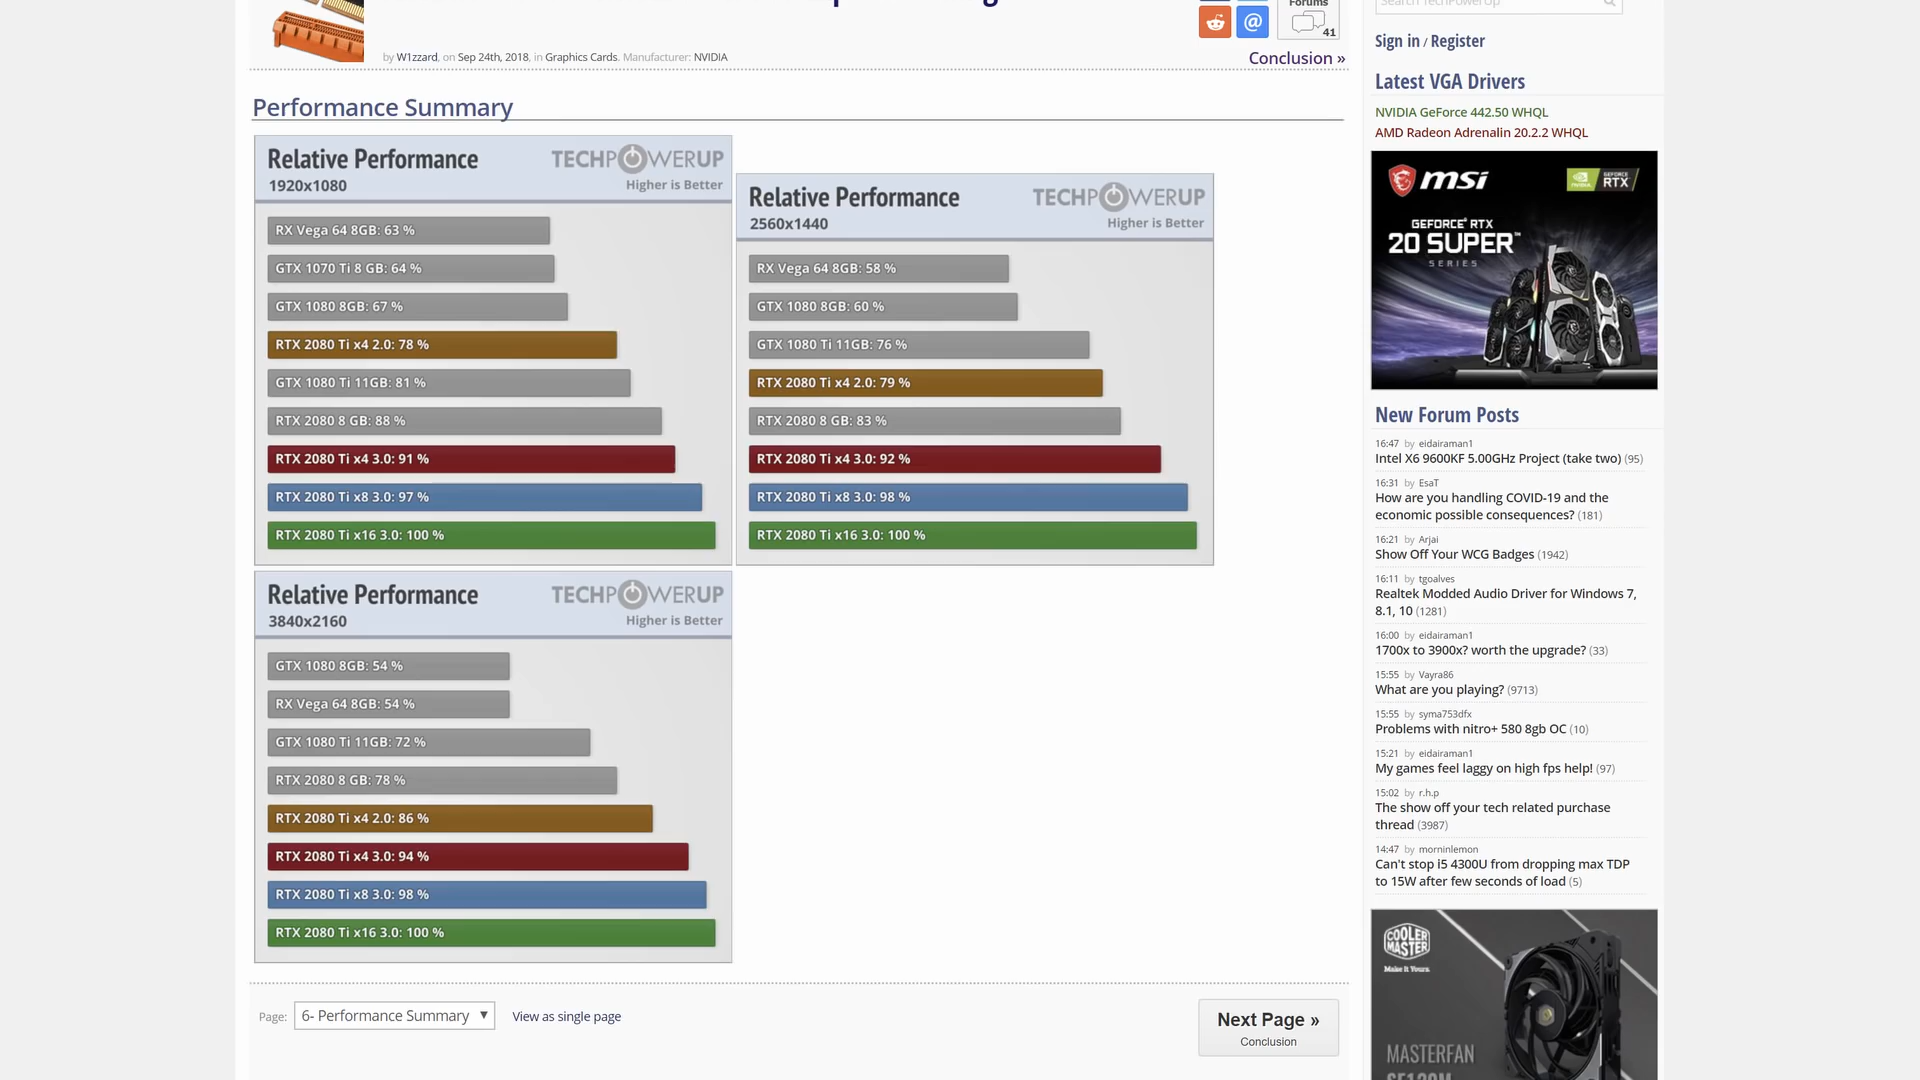 Forums
41
by W1zzard, on Sep 24th, 2018, in Graphics Cards. Manufacturer: NVIDIA
Conclusion »
Performance Summary
Relative Performance
TECHPOWERUP
1920x1080
Higher is Better
RX Vega 64 8GB: 63 %
GTX 1070 Ti 8 GB: 64 %
GTX 1080 8GB: 67 %
RTX 2080 Ti x4 2.0: 78 %
GTX 1080 Ti 11GB: 81 %
RTX 2080 8 GB: 88 %
RTX 2080 Ti x4 3.0: 91 %
RTX 2080 Ti x8 3.0: 97 %
RTX 2080 Ti x16 3.0: 100 %
Relative Performance
TECHPOWERUP
2560x1440
Higher is Better
RX Vega 64 8GB: 58 %
GTX 1080 8GB: 60 %
GTX 1080 Ti 11GB: 76 %
RTX 2080 Ti x4 2.0: 79 %
RTX 2080 8 GB: 83 %
RTX 2080 Ti x4 3.0: 92 %
RTX 2080 Ti x8 3.0: 98 %
RTX 2080 Ti x16 3.0: 100 %
Relative Performance
TECHPOWERUP
3840x2160
Higher is Better
GTX 1080 8GB: 54 %
RX Vega 64 8GB: 54 %
GTX 1080 Ti 11GB: 72 %
RTX 2080 8 GB: 78 %
RTX 2080 Ti x4 2.0: 86 %
RTX 2080 Ti x4 3.0: 94 %
RTX 2080 Ti x8 3.0: 98 %
RTX 2080 Ti x16 3.0: 100 %
Page: 6- Performance Summary
View as single page
Next Page »
Conclusion
Search TechPowerUp
Sign in / Register
Latest VGA Drivers
NVIDIA GeForce 442.50 WHQL
AMD Radeon Adrenalin 20.2.2 WHQL
msi
NVIDIA
GEFORCE RTX
GEFORCE® RTX
20 SUPER™
SERIES
New Forum Posts
16:47 by eidairaman1
Intel X6 9600KF 5.00GHz Project (take two) (95)
16:31 by EsaT
How are you handling COVID-19 and the
economic possible consequences? (181)
16:21 by Arjai
Show Off Your WCG Badges (1942)
16:11 by tgoalves
Realtek Modded Audio Driver for Windows 7,
8.1, 10 (1281)
16:00 by eidairaman1
1700x to 3900x? worth the upgrade? (33)
15:55 by Vayra86
What are you playing? (9713)
15:55 by syma753dfx
Problems with nitro+ 580 8gb OC (10)
15:21 by eidairaman1
My games feel laggy on high fps help! (97)
15:02 by r.h.p
The show off your tech related purchase
thread (3987)
14:47 by morninlemon
Can't stop i5 4300U from dropping max TDP
to 15W after few seconds of load (5)
COOLER
MASTER
Make It Yours.
MASTERFAN
SF120M